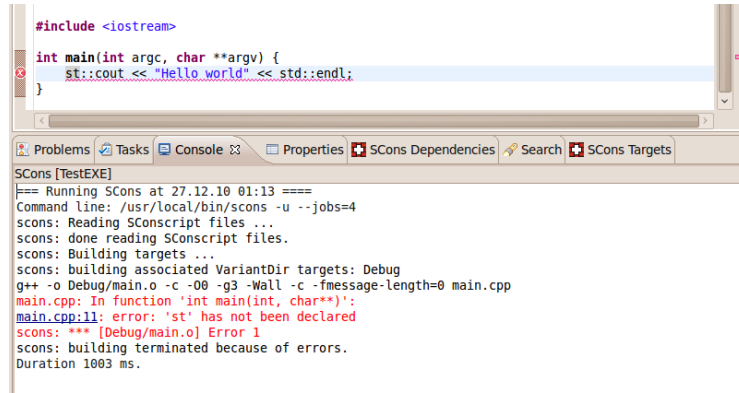 #include <iostream>
int main(int argc, char **argv) {
st::cout << "Hello world" << std::endl;
}
Problems Tasks Console Properties SCons Dependencies Search SCons Targets
SCons [TestEXE]
=== Running SCons at 27.12.10 01:13 ====
Command line: /usr/local/bin/scons -u --jobs=4
scons: Reading SConscript files ...
scons: done reading SConscript files.
scons: Building targets ...
scons: building associated VariantDir targets: Debug
g++ -o Debug/main.o -c -O0 -g3 -Wall -c -fmessage-length=0 main.cpp
main.cpp: In function 'int main(int, char**)':
main.cpp:11: error: 'st' has not been declared
scons: *** [Debug/main.o] Error 1
scons: building terminated because of errors.
Duration 1003 ms.